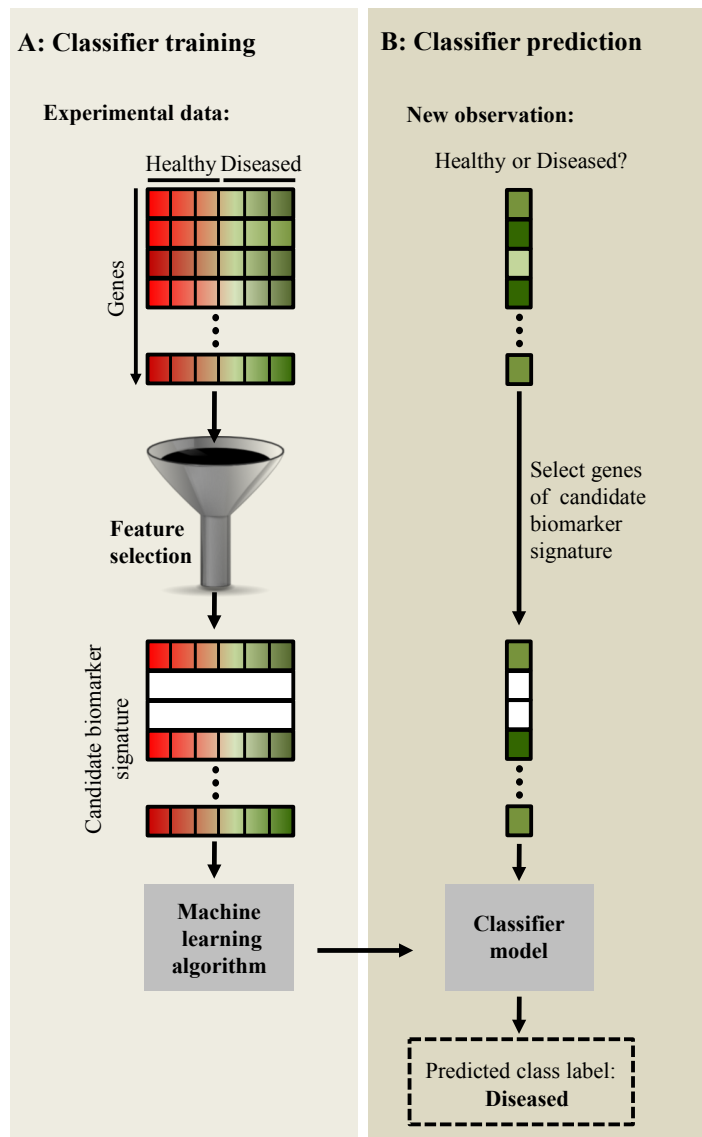 A: Classifier training
Experimental data:
Healthy Diseased
Genes
Feature
selection
Candidate biomarker
signature
Machine
learning
algorithm
B: Classifier prediction
New observation:
Healthy or Diseased?
Select genes
of candidate
biomarker
signature
Classifier
model
Predicted class label:
Diseased